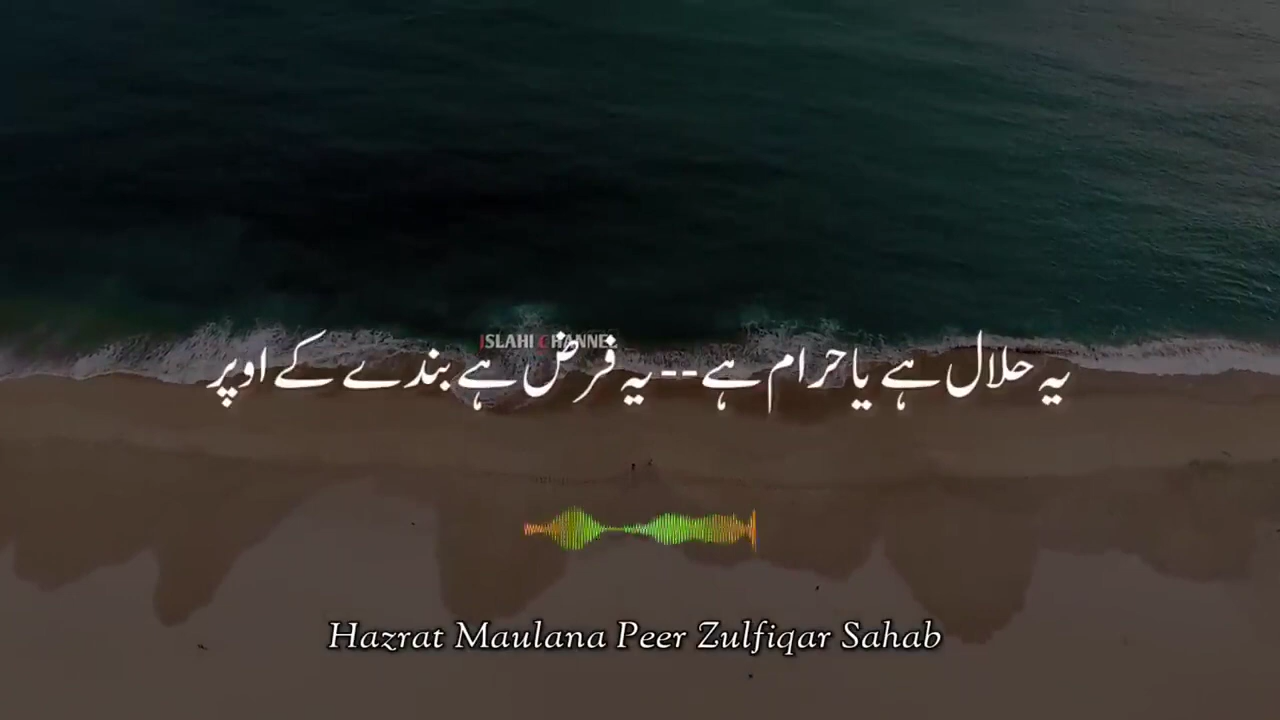 ISLAHI CHANNEL
یہ حلال ہے یا حرام ہے -- یہ فرض ہے بندے کے اوپر
Hazrat Maulana Peer Zulfiqar Sahab